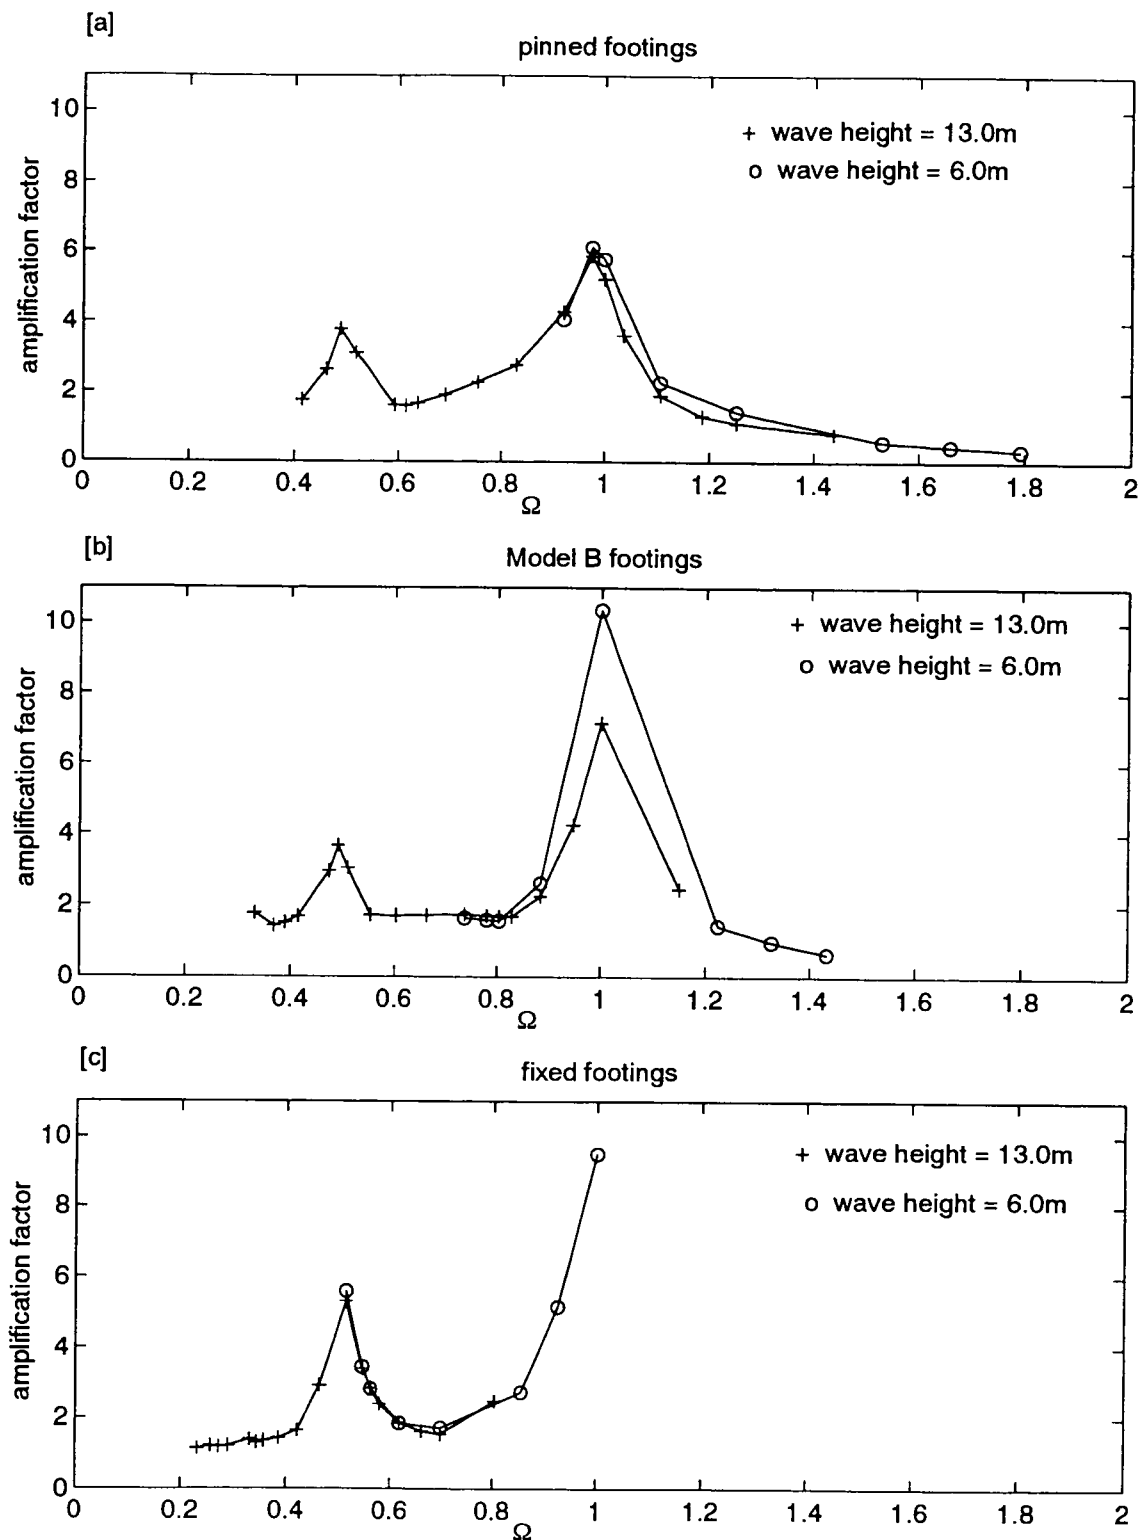 [a]
pinned footings
10
8
6
4
2
0
amplification factor
+ wave height = 13.0m
o wave height = 6.0m
0 0.2 0.4 0.6 0.8 1 1.2 1.4 1.6 1.8 2
Ω
[b]
Model B footings
10
8
6
4
2
0
amplification factor
+ wave height = 13.0m
o wave height = 6.0m
0 0.2 0.4 0.6 0.8 1 1.2 1.4 1.6 1.8 2
Ω
[c]
fixed footings
10
8
6
4
2
0
amplification factor
+ wave height = 13.0m
o wave height = 6.0m
0 0.2 0.4 0.6 0.8 1 1.2 1.4 1.6 1.8 2
Ω